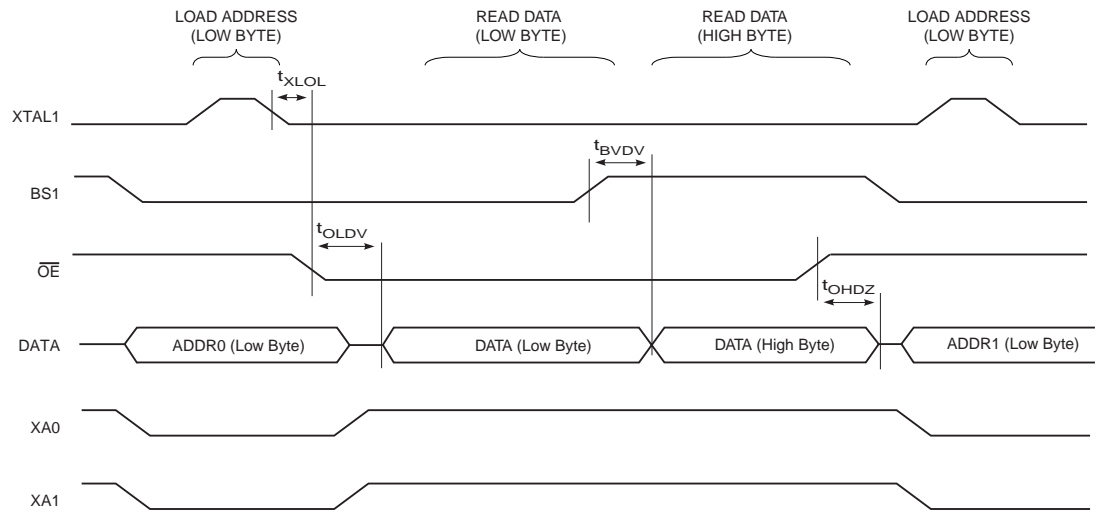 LOAD ADDRESS
(LOW BYTE)
READ DATA
(LOW BYTE)
READ DATA
(HIGH BYTE)
LOAD ADDRESS
(LOW BYTE)
tXLOL
XTAL1
tBVDV
BS1
tOLDV
OE
tOHDZ
DATA
ADDR0 (Low Byte)
DATA (Low Byte)
DATA (High Byte)
ADDR1 (Low Byte)
XA0
XA1